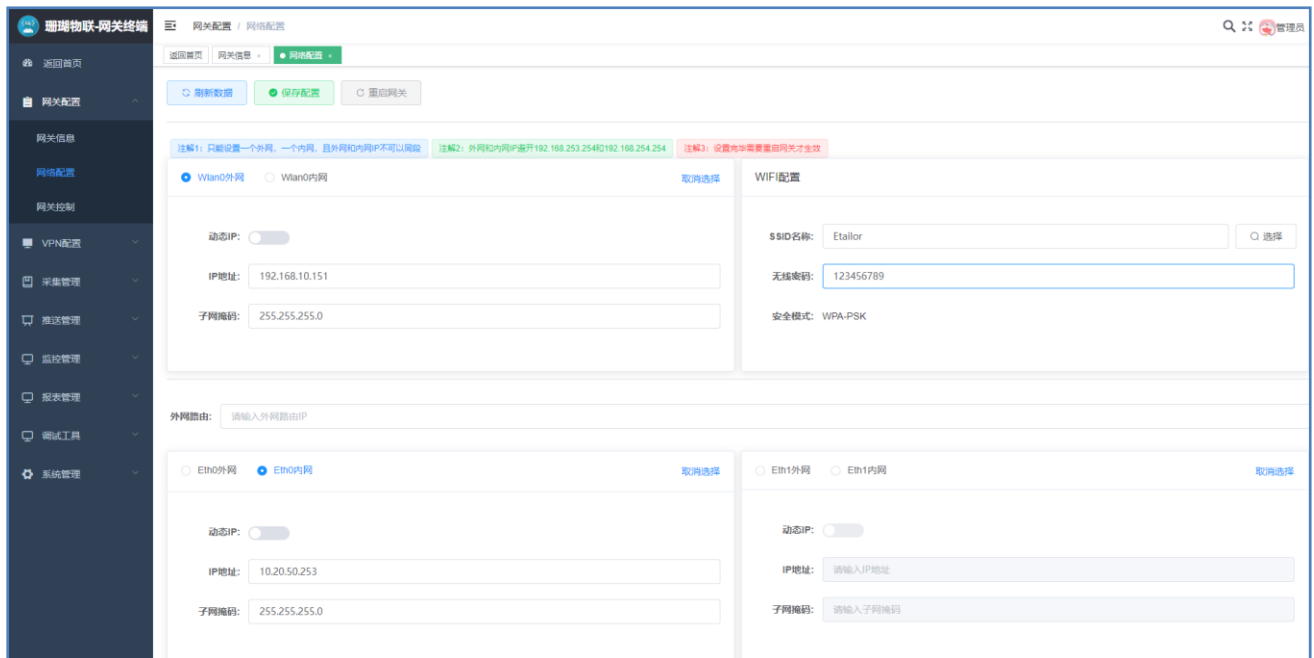 珊瑚物联-网关终端
网关配置 / 网络配置
管理员
返回首页
网关信息 ×
网络配置 ×
返回首页
网关配置
网关信息
网络配置
网关控制
VPN配置
采集管理
推送管理
监控管理
报表管理
调试工具
系统管理
刷新数据
保存配置
重启网关
注解1：只能设置一个外网，一个内网，且外网和内网IP不可以同段
注解2：外网和内网IP避开192.168.253.254和192.168.254.254
注解3：设置完毕需要重启网关才生效
Wlan0外网 Wlan0内网 取消选择
动态IP:
IP地址: 192.168.10.151
子网掩码: 255.255.255.0
WIFI配置
SSID名称: Etailor 选择
无线密码: 123456789
安全模式: WPA-PSK
外网路由: 请输入外网路由IP
Eth0外网 Eth0内网 取消选择
动态IP:
IP地址: 10.20.50.253
子网掩码: 255.255.255.0
Eth1外网 Eth1内网 取消选择
动态IP:
IP地址: 请输入IP地址
子网掩码: 请输入子网掩码